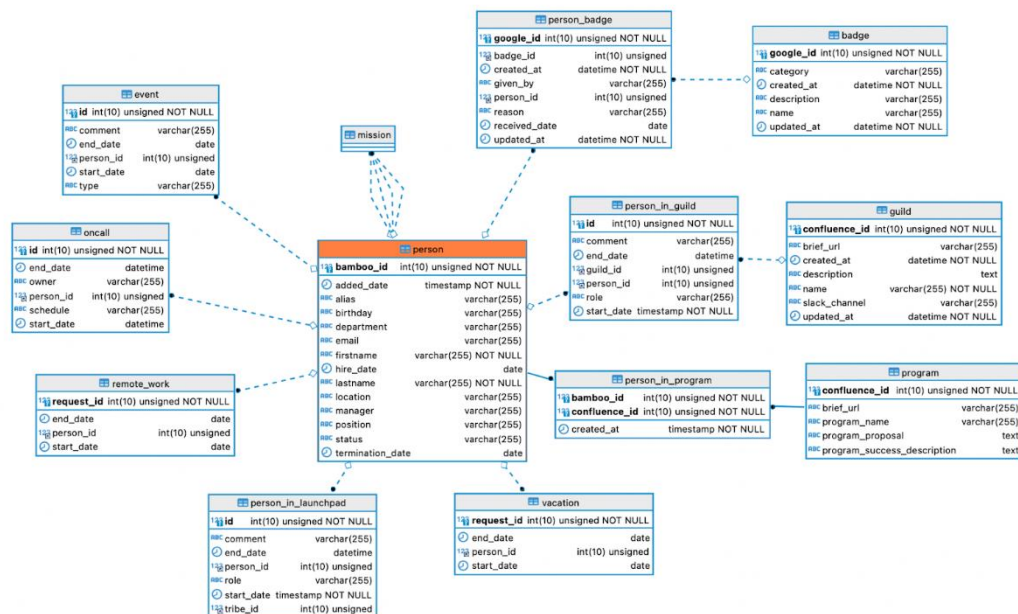 person_badge
google_id int(10) unsigned NOT NULL
badge_id int(10) unsigned
created_at datetime NOT NULL
given_by varchar(255)
person_id int(10) unsigned
reason varchar(255)
received_date date
updated_at datetime NOT NULL
badge
google_id int(10) unsigned NOT NULL
category varchar(255)
created_at datetime NOT NULL
description varchar(255)
name varchar(255)
updated_at datetime NOT NULL
event
id int(10) unsigned NOT NULL
comment varchar(255)
end_date date
person_id int(10) unsigned
start_date date
type varchar(255)
mission
oncall
id int(10) unsigned NOT NULL
end_date datetime
owner varchar(255)
person_id int(10) unsigned
schedule varchar(255)
start_date datetime
person
bamboo_id int(10) unsigned NOT NULL
added_date timestamp NOT NULL
alias varchar(255)
birthday varchar(255)
department varchar(255)
email varchar(255)
firstname varchar(255) NOT NULL
hire_date date
lastname varchar(255) NOT NULL
location varchar(255)
manager varchar(255)
position varchar(255)
status varchar(255)
termination_date date
person_in_guild
id int(10) unsigned NOT NULL
comment varchar(255)
end_date datetime
guild_id int(10) unsigned
person_id int(10) unsigned
role varchar(255)
start_date timestamp NOT NULL
guild
confluence_id int(10) unsigned NOT NULL
brief_url varchar(255)
created_at datetime NOT NULL
description text
name varchar(255) NOT NULL
slack_channel varchar(255)
updated_at datetime NOT NULL
remote_work
request_id int(10) unsigned NOT NULL
end_date date
person_id int(10) unsigned
start_date date
person_in_program
bamboo_id int(10) unsigned NOT NULL
confluence_id int(10) unsigned NOT NULL
created_at timestamp NOT NULL
program
confluence_id int(10) unsigned NOT NULL
brief_url varchar(255)
program_name varchar(255)
program_proposal text
program_success_description text
person_in_launchpad
id int(10) unsigned NOT NULL
comment varchar(255)
end_date datetime
person_id int(10) unsigned
role varchar(255)
start_date timestamp NOT NULL
tribe_id int(10) unsigned
vacation
request_id int(10) unsigned NOT NULL
end_date date
person_id int(10) unsigned
start_date date